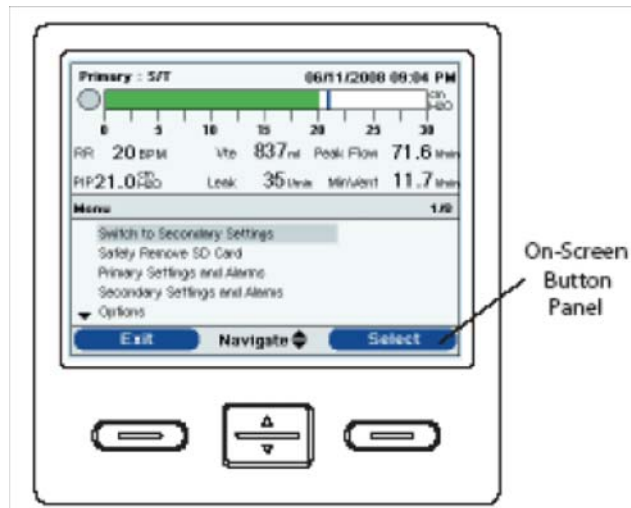 Primary : S/T 06/11/2008 09:04 PM
cm H2O
0 5 10 15 20 25 30
RR 20 BPM Vte 837 ml Peak Flow 71.6 l/min
PIP 21.0 cm H2O Leak 35 l/min MinVent 11.7 l/min
Menu 1/9
Switch to Secondary Settings
Safely Remove SD Card
Primary Settings and Alarms
Secondary Settings and Alarms
Options
Exit Navigate Select
On-Screen
Button
Panel